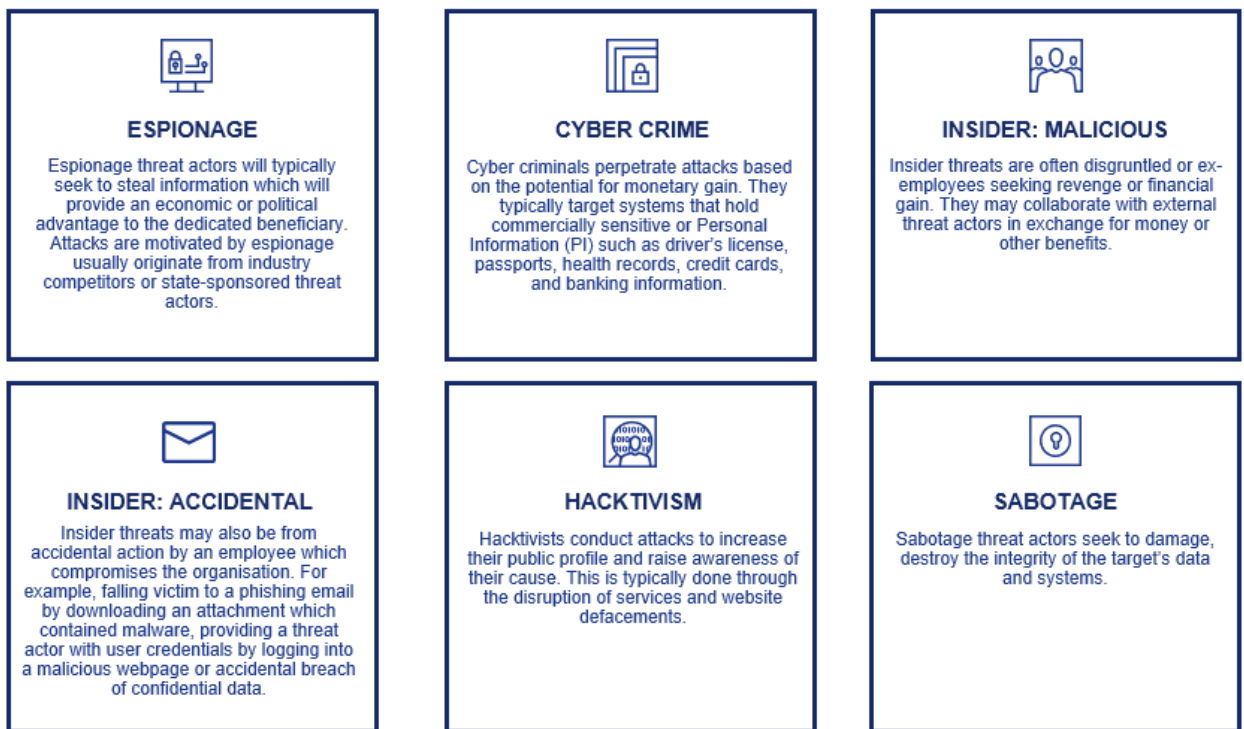 ESPIONAGE
Espionage threat actors will typically
seek to steal information which will
provide an economic or political
advantage to the dedicated beneficiary.
Attacks are motivated by espionage
usually originate from industry
competitors or state-sponsored threat
actors.
CYBER CRIME
Cyber criminals perpetrate attacks based
on the potential for monetary gain. They
typically target systems that hold
commercially sensitive or Personal
Information (PI) such as driver's license,
passports, health records, credit cards,
and banking information.
INSIDER: MALICIOUS
Insider threats are often disgruntled or ex-
employees seeking revenge or financial
gain. They may collaborate with external
threat actors in exchange for money or
other benefits.
INSIDER: ACCIDENTAL
Insider threats may also be from
accidental action by an employee which
compromises the organisation. For
example, falling victim to a phishing email
by downloading an attachment which
contained malware, providing a threat
actor with user credentials by logging into
a malicious webpage or accidental breach
of confidential data.
HACKTIVISM
Hacktivists conduct attacks to increase
their public profile and raise awareness of
their cause. This is typically done through
the disruption of services and website
defacements.
SABOTAGE
Sabotage threat actors seek to damage,
destroy the integrity of the target's data
and systems.